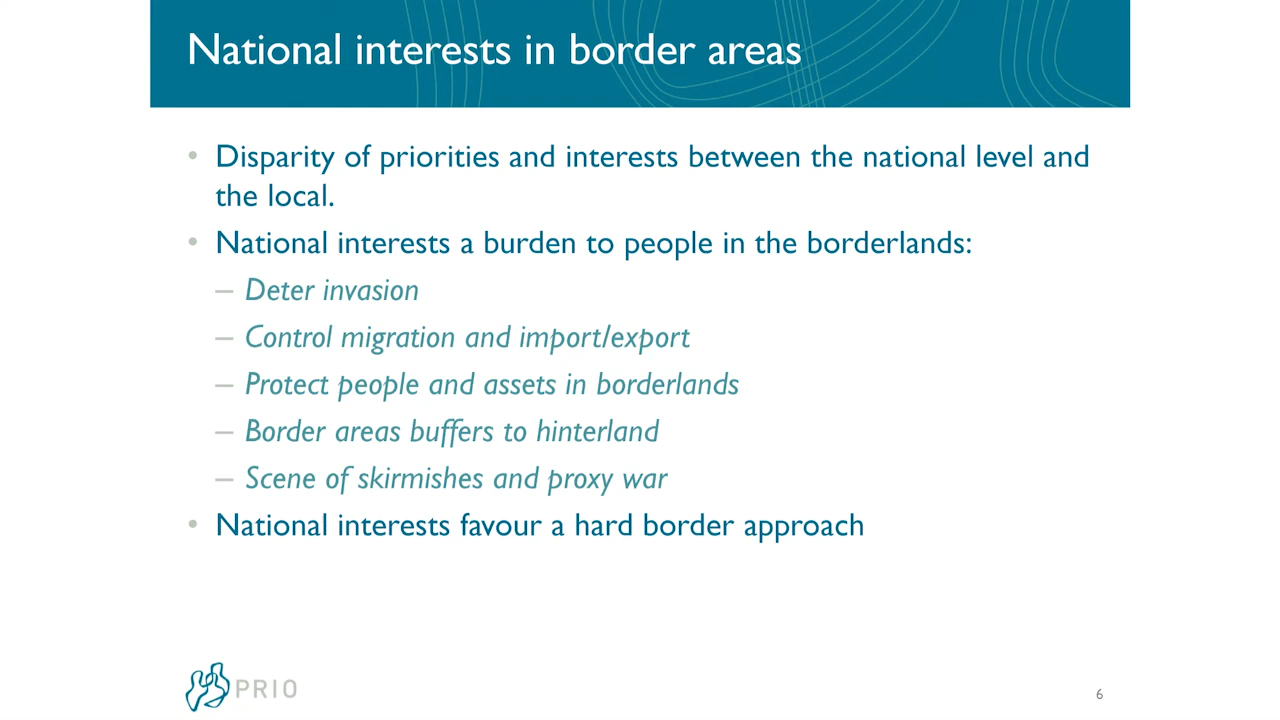 National interests in border areas
• Disparity of priorities and interests between the national level and
the local.
• National interests a burden to people in the borderlands:
– Deter invasion
– Control migration and import/export
– Protect people and assets in borderlands
– Border areas buffers to hinterland
– Scene of skirmishes and proxy war
• National interests favour a hard border approach
PRIO
6